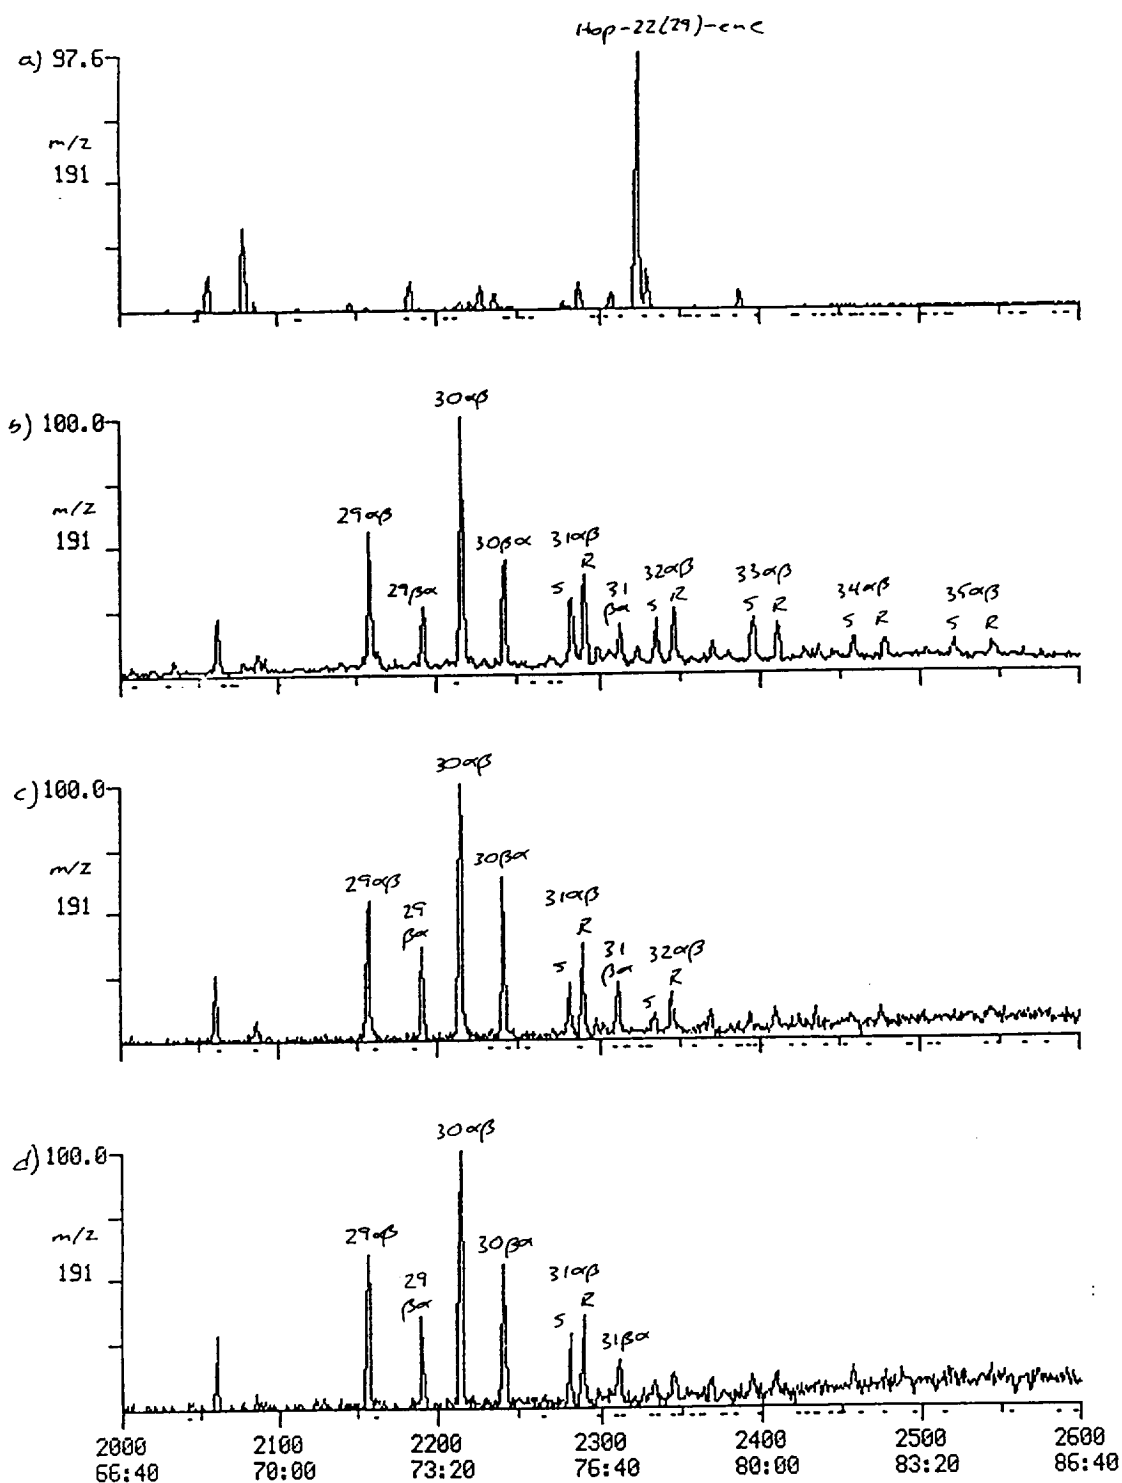 Hop-22(29)-ene
a) 97.6
m/z
191
30αβ
b) 100.0
29αβ
m/z
191
29βα
30βα
31αβ
S R
31
βα
32αβ
S R
33αβ
S R
34αβ
S R
35αβ
S R
30αβ
c) 100.0
m/z
191
29αβ
29
βα
30βα
31αβ
S R
31
βα
32αβ
S R
30αβ
d) 100.0
m/z
191
29αβ
29
βα
30βα
31αβ
S R
31βα
2000 2100 2200 2300 2400 2500 2600
66:40 70:00 73:20 76:40 80:00 83:20 86:40